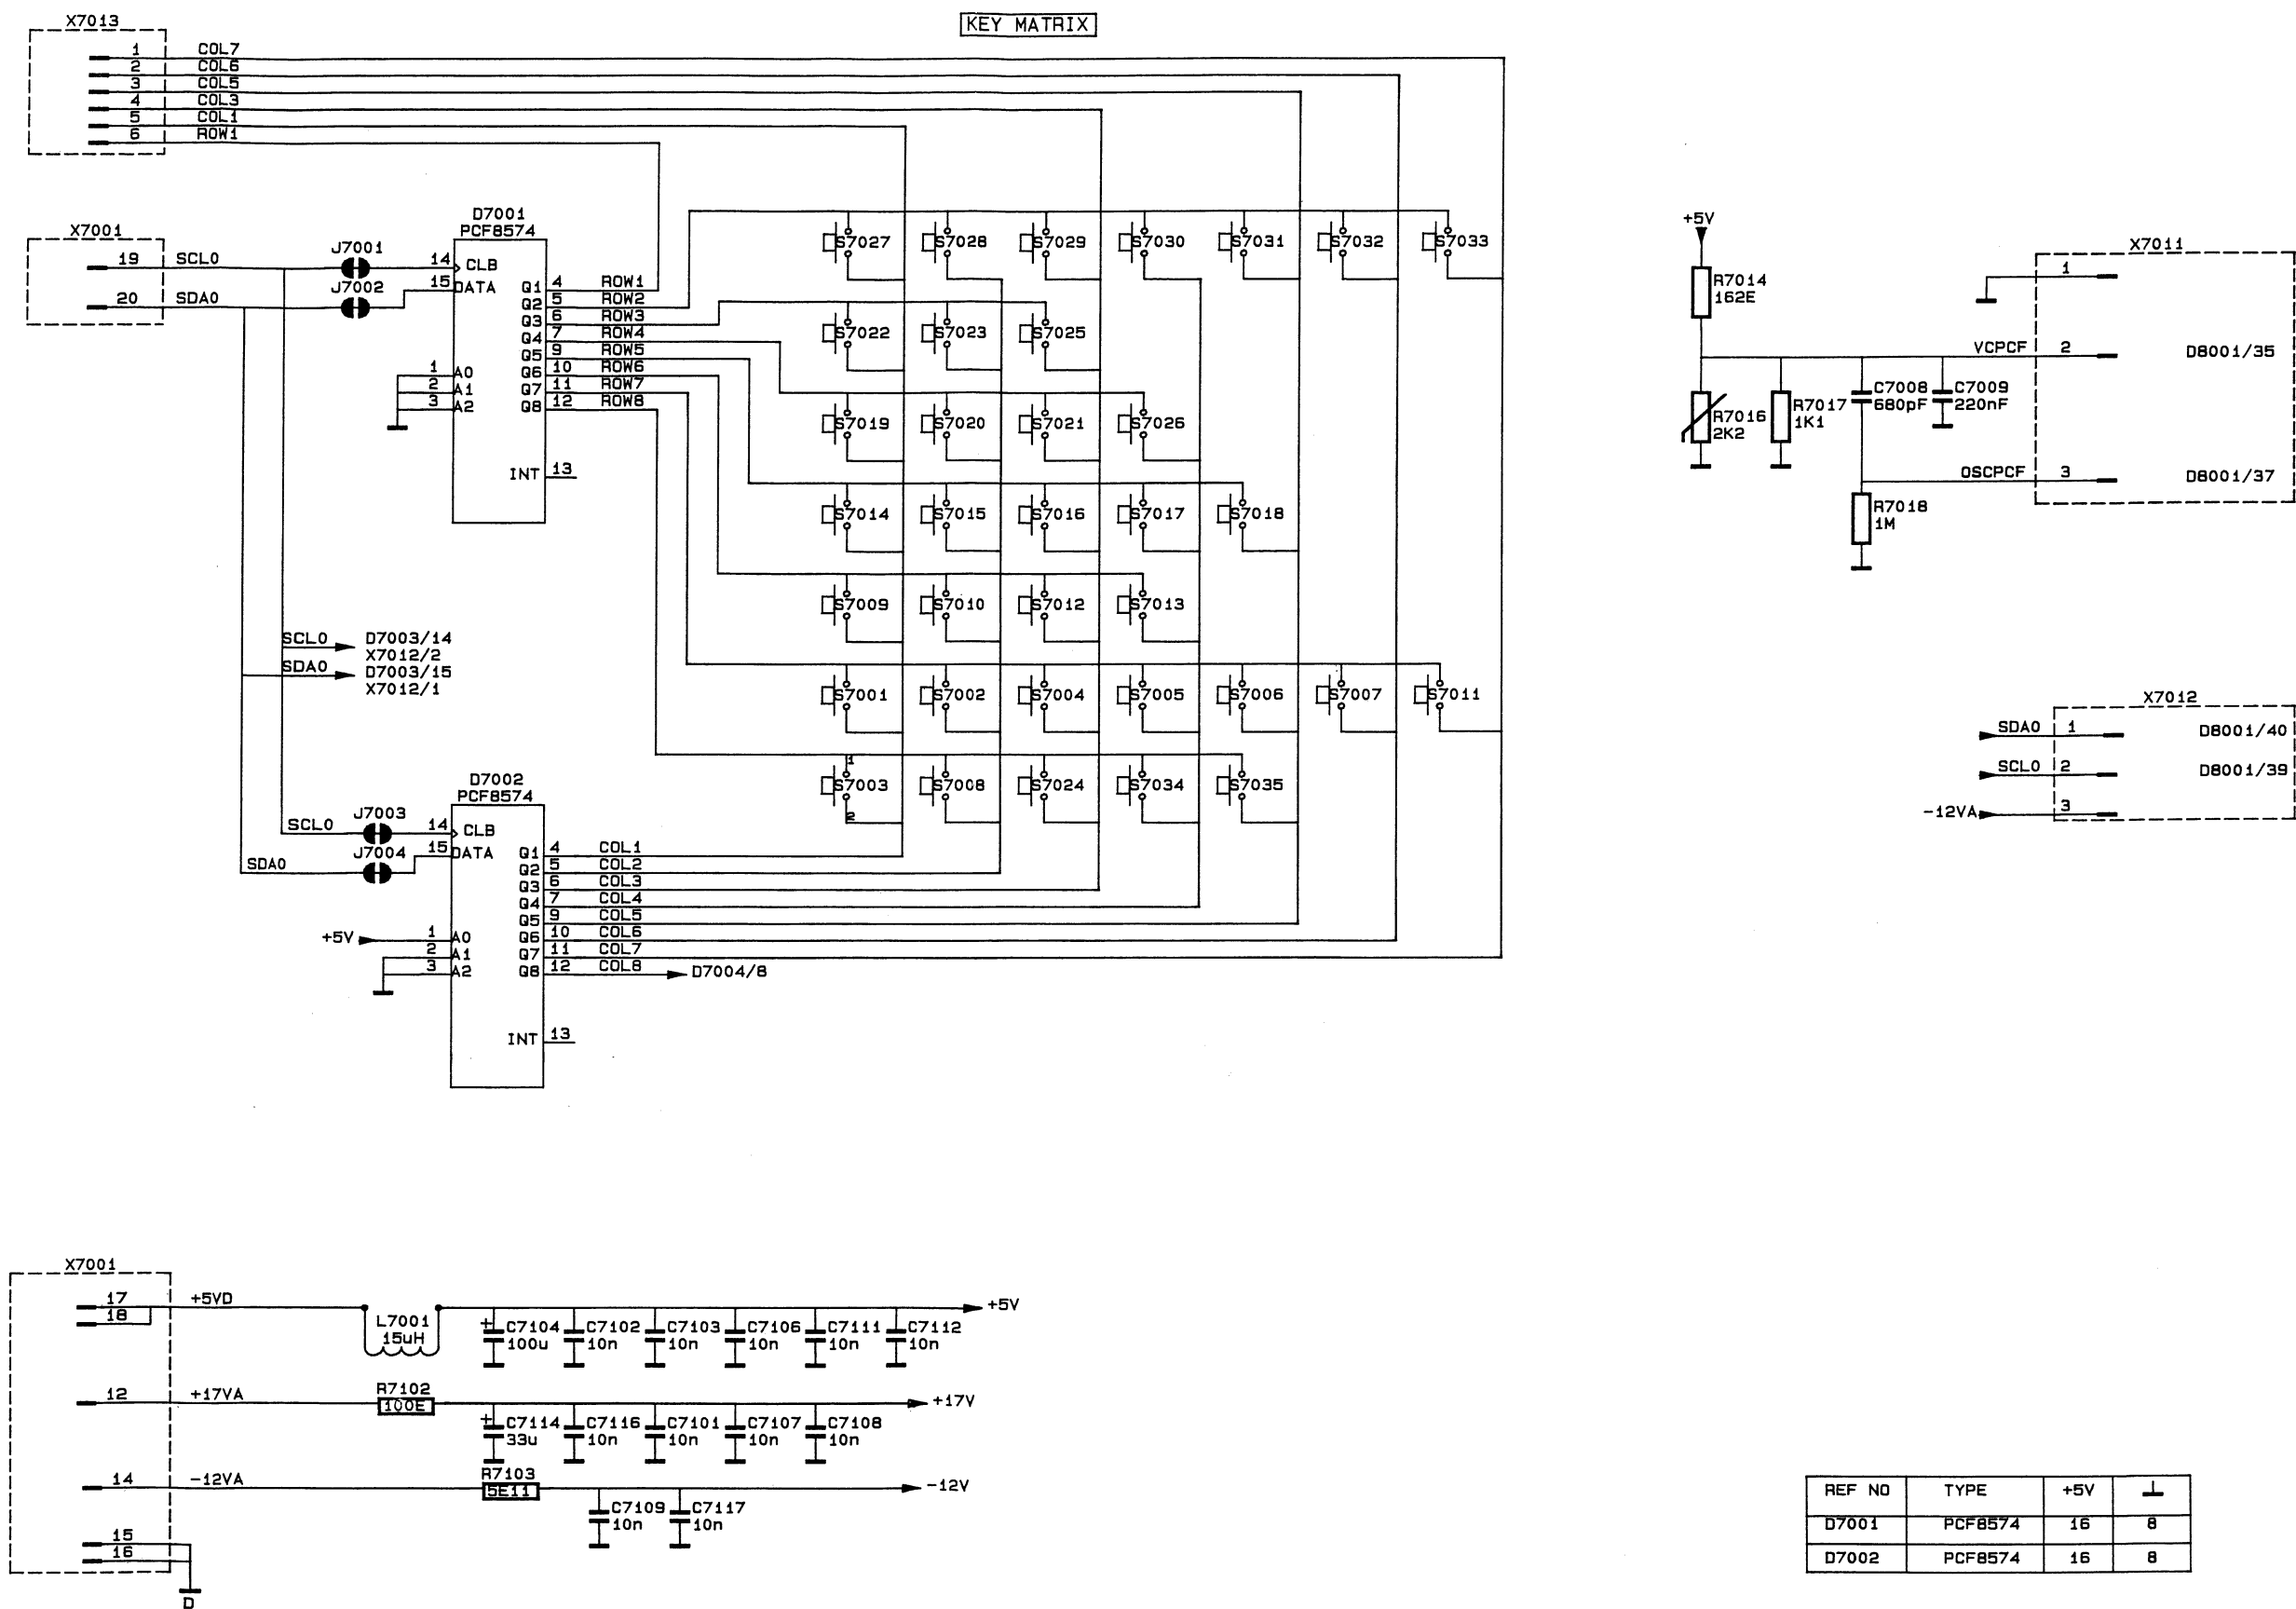 KEY MATRIX
X7013
1 COL7
2 COL6
3 COL5
4 COL3
5 COL1
6 ROW1
X7001
19 SCL0
20 SDA0
J7001
J7002
D7001
PCF8574
14 CLB
15 DATA
1 A0
2 A1
3 A2
Q1 4 ROW1
Q2 5 ROW2
Q3 6 ROW3
Q4 7 ROW4
Q5 9 ROW5
Q6 10 ROW6
Q7 11 ROW7
Q8 12 ROW8
INT 13
S7027 S7028 S7029 S7030 S7031 S7032 S7033
S7022 S7023 S7025
S7019 S7020 S7021 S7026
S7014 S7015 S7016 S7017 S7018
S7009 S7010 S7012 S7013
S7001 S7002 S7004 S7005 S7006 S7007 S7011
1
S7003 S7008 S7024 S7034 S7035
2
SCL0 D7003/14
X7012/2
SDA0 D7003/15
X7012/1
D7002
PCF8574
J7003
SCL0
J7004
SDA0
14 CLB
15 DATA
+5V 1 A0
2 A1
3 A2
Q1 4 COL1
Q2 5 COL2
Q3 6 COL3
Q4 7 COL4
Q5 9 COL5
Q6 10 COL6
Q7 11 COL7
Q8 12 COL8 D7004/8
INT 13
+5V
R7014
162E
R7016
2K2
R7017
1K1
C7008
680pF
C7009
220nF
R7018
1M
X7011
1
VCPCF 2 D8001/35
OSCPCF 3 D8001/37
X7012
SDA0 1 D8001/40
SCL0 2 D8001/39
-12VA 3
X7001
17 +5VD
18
L7001
15uH
+ C7104 C7102 C7103 C7106 C7111 C7112
100u 10n 10n 10n 10n 10n
+5V
12 +17VA
R7102
100E
+ C7114 C7116 C7101 C7107 C7108
33u 10n 10n 10n 10n
+17V
14 -12VA
R7103
5E11
C7109 C7117
10n 10n
-12V
15
16
D
REF NO TYPE +5V ⊥
D7001 PCF8574 16 8
D7002 PCF8574 16 8